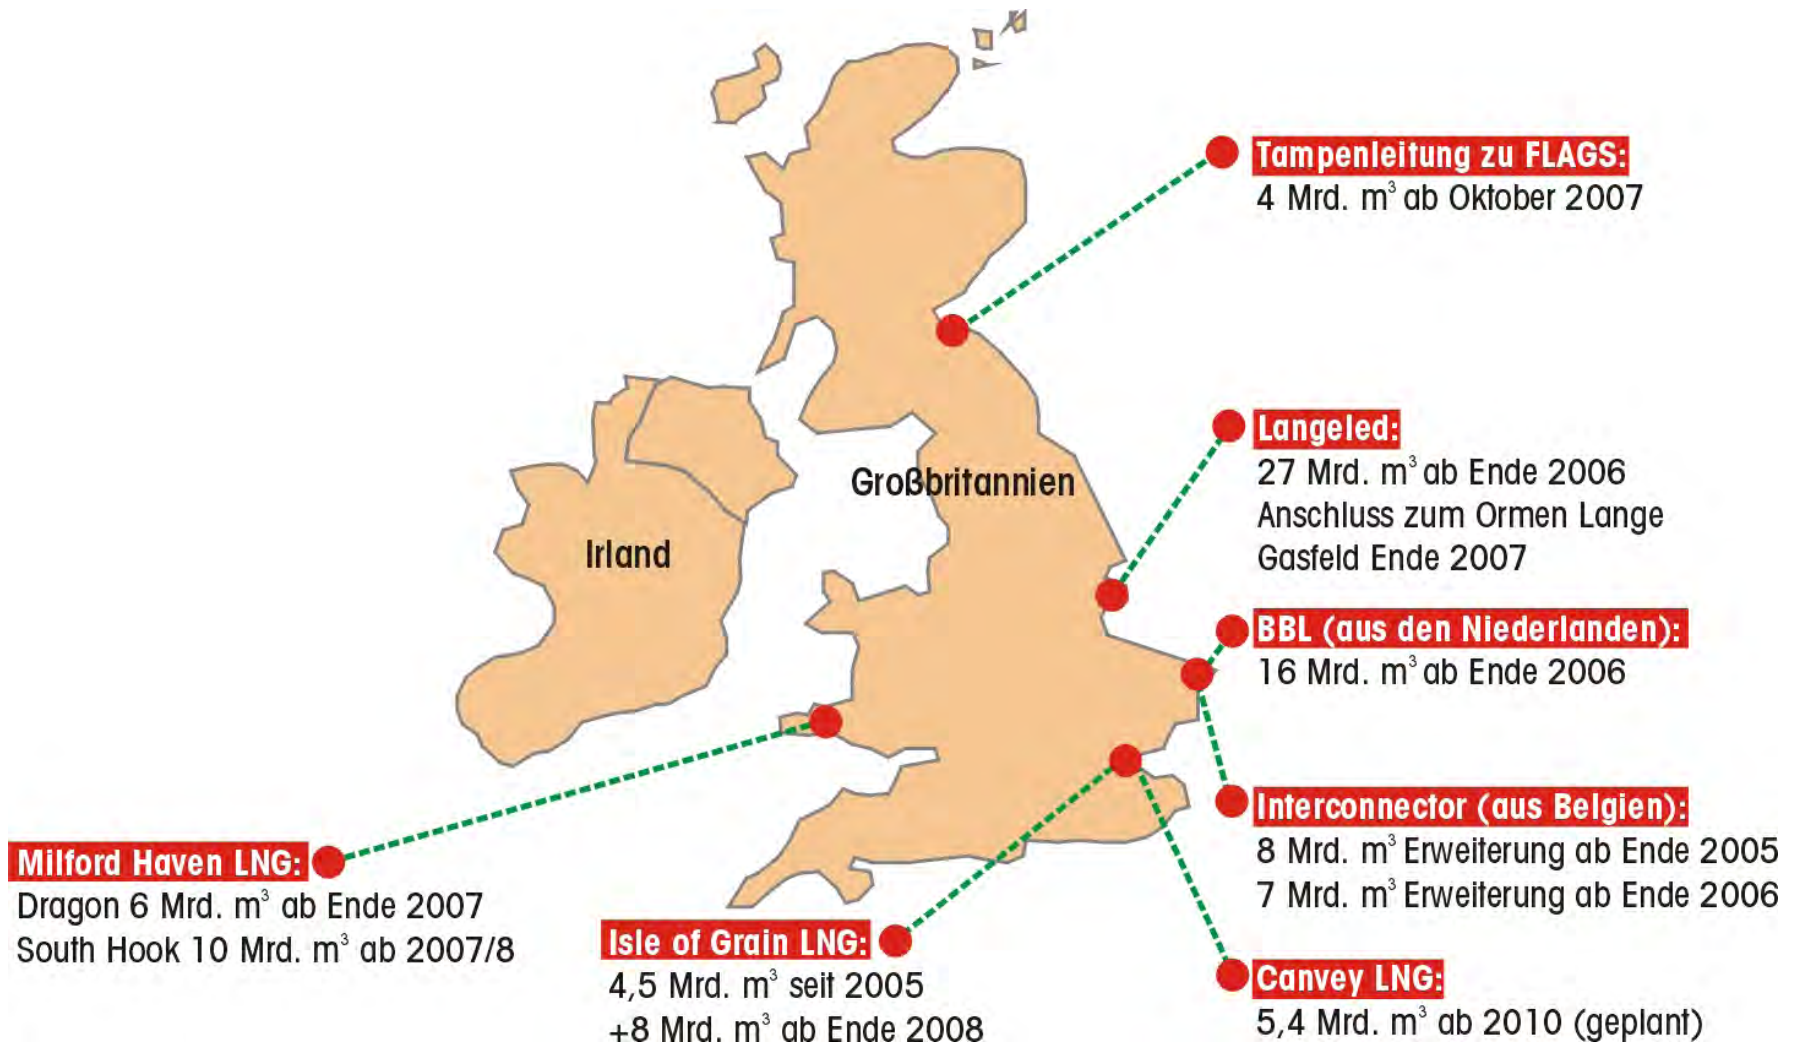 Tampenleitung zu FLAGS:
4 Mrd. m³ ab Oktober 2007
Langeled:
27 Mrd. m³ ab Ende 2006
Anschluss zum Ormen Lange
Gasfeld Ende 2007
Großbritannien
Irland
BBL (aus den Niederlanden):
16 Mrd. m³ ab Ende 2006
Interconnector (aus Belgien):
8 Mrd. m³ Erweiterung ab Ende 2005
7 Mrd. m³ Erweiterung ab Ende 2006
Milford Haven LNG:
Dragon 6 Mrd. m³ ab Ende 2007
South Hook 10 Mrd. m³ ab 2007/8
Isle of Grain LNG:
4,5 Mrd. m³ seit 2005
+8 Mrd. m³ ab Ende 2008
Canvey LNG:
5,4 Mrd. m³ ab 2010 (geplant)